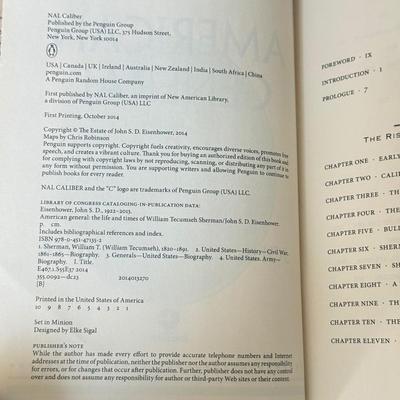 NAL Caliber
Published by the Penguin Group
Penguin Group (USA) LLC, 375 Hudson Street,
New York, New York 10014
USA | Canada | UK | Ireland | Australia | New Zealand | India | South Africa | China
penguin.com
A Penguin Random House Company
First published by NAL Caliber, an imprint of New American Library,
a division of Penguin Group (USA) LLC
First Printing, October 2014
Copyright © The Estate of John S. D. Eisenhower, 2014
Maps by Chris Robinson
Penguin supports copyright. Copyright fuels creativity, encourages diverse voices, promotes free
speech, and creates a vibrant culture. Thank you for buying an authorized edition of this book and
for complying with copyright laws by not reproducing, scanning, or distributing any part of it in
any form without permission. You are supporting writers and allowing Penguin to continue to
publish books for every reader.
NAL CALIBER and the "C" logo are trademarks of Penguin Group (USA) LLC.
LIBRARY OF CONGRESS CATALOGING-IN-PUBLICATION DATA:
Eisenhower, John S. D., 1922–2013.
American general: the life and times of William Tecumseh Sherman/John S. D. Eisenhower.
p. cm.
Includes bibliographical references and index.
ISBN 978-0-451-47135-2
1. Sherman, William T. (William Tecumseh), 1820–1891. 2. United States—History—Civil War,
1861–1865—Biography. 3. Generals—United States—Biography. 4. United States. Army—
Biography. I. Title.
E467.1.S55E37 2014
355.0092—dc23 2014013270
[B]
Printed in the United States of America
10 9 8 7 6 5 4 3 2 1
Set in Minion
Designed by Elke Sigal
PUBLISHER'S NOTE
While the author has made every effort to provide accurate telephone numbers and Internet
addresses at the time of publication, neither the publisher nor the author assumes any responsibility
for errors, or for changes that occur after publication. Further, publisher does not have any control
over and does not assume any responsibility for author or third-party Web sites or their content.
FOREWORD · IX
INTRODUCTION · 1
PROLOGUE · 7
THE RIS
CHAPTER ONE · EARLY
CHAPTER TWO · CALI
CHAPTER THREE · TH
CHAPTER FOUR · THE
CHAPTER FIVE · BULL
CHAPTER SIX · SHER
CHAPTER SEVEN · SH
CHAPTER EIGHT · A
CHAPTER NINE · TH
CHAPTER TEN · THE
CHAPTER ELEVEN ·